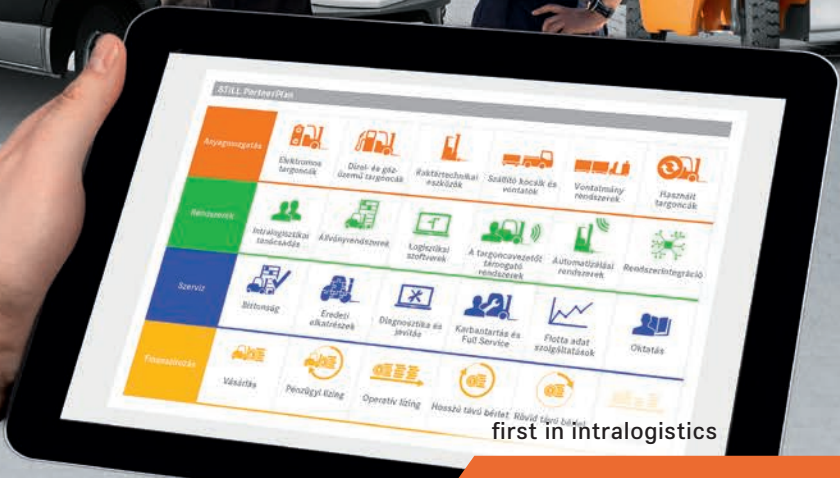 STILL PartnerPlan
Anyagmozgatás
Elektromos
targoncák
Dízel- és gáz-
üzemű targoncák
Raktártechnikai
eszközök
Szállító kocsik és
vontatók
Vontatmány
rendszerek
Használt
targoncák
Rendszerek
Intralogisztikai
tanácsadás
Állványrendszerek
Logisztikai
szoftverek
A targoncavezetőt
támogató
rendszerek
Automatizálási
rendszerek
Rendszerintegráció
Szerviz
Biztonság
Eredeti
alkatrészek
Diagnosztika és
javítás
Karbantartás és
Full Service
Flotta adat
szolgáltatások
Oktatás
Finanszírozás
Vásárlás
Pénzügyi lízing
Operatív lízing
Hosszú távú bérlet
Rövid távú bérlet
first in intralogistics